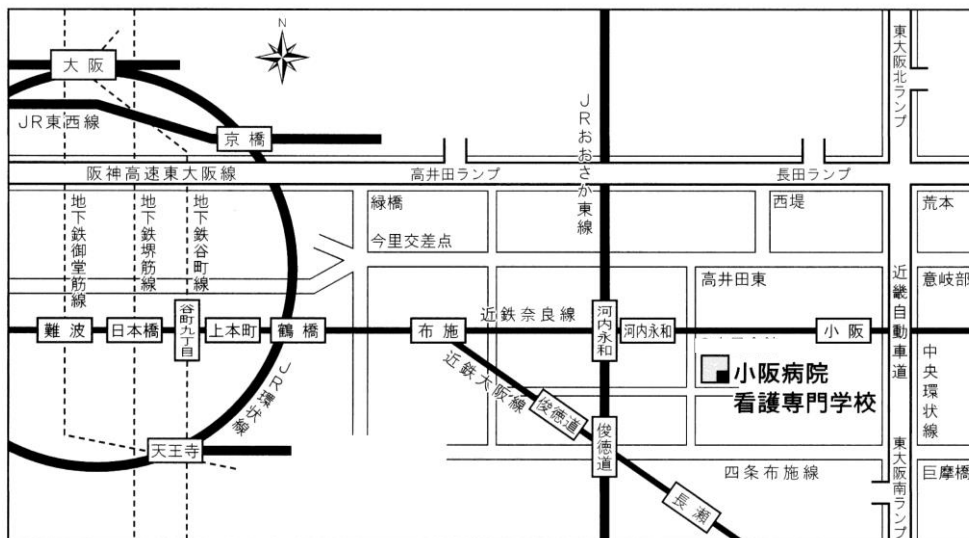 N
大阪
JR東西線
京橋
JRおおさか東線
東大阪北ランプ
阪神高速東大阪線
高井田ランプ
長田ランプ
地下鉄御堂筋線
地下鉄堺筋線
地下鉄谷町線
緑橋
今里交差点
西堤
荒本
高井田東
意岐部
近畿自動車道
難波
日本橋
谷町九丁目
上本町
鶴橋
布施
近鉄奈良線
河内永和
河内永和
小阪
JR環状線
近鉄大阪線
小阪病院
看護専門学校
中央環状線
俊徳道
俊徳道
天王寺
四条布施線
長瀬
東大阪南ランプ
巨摩橋